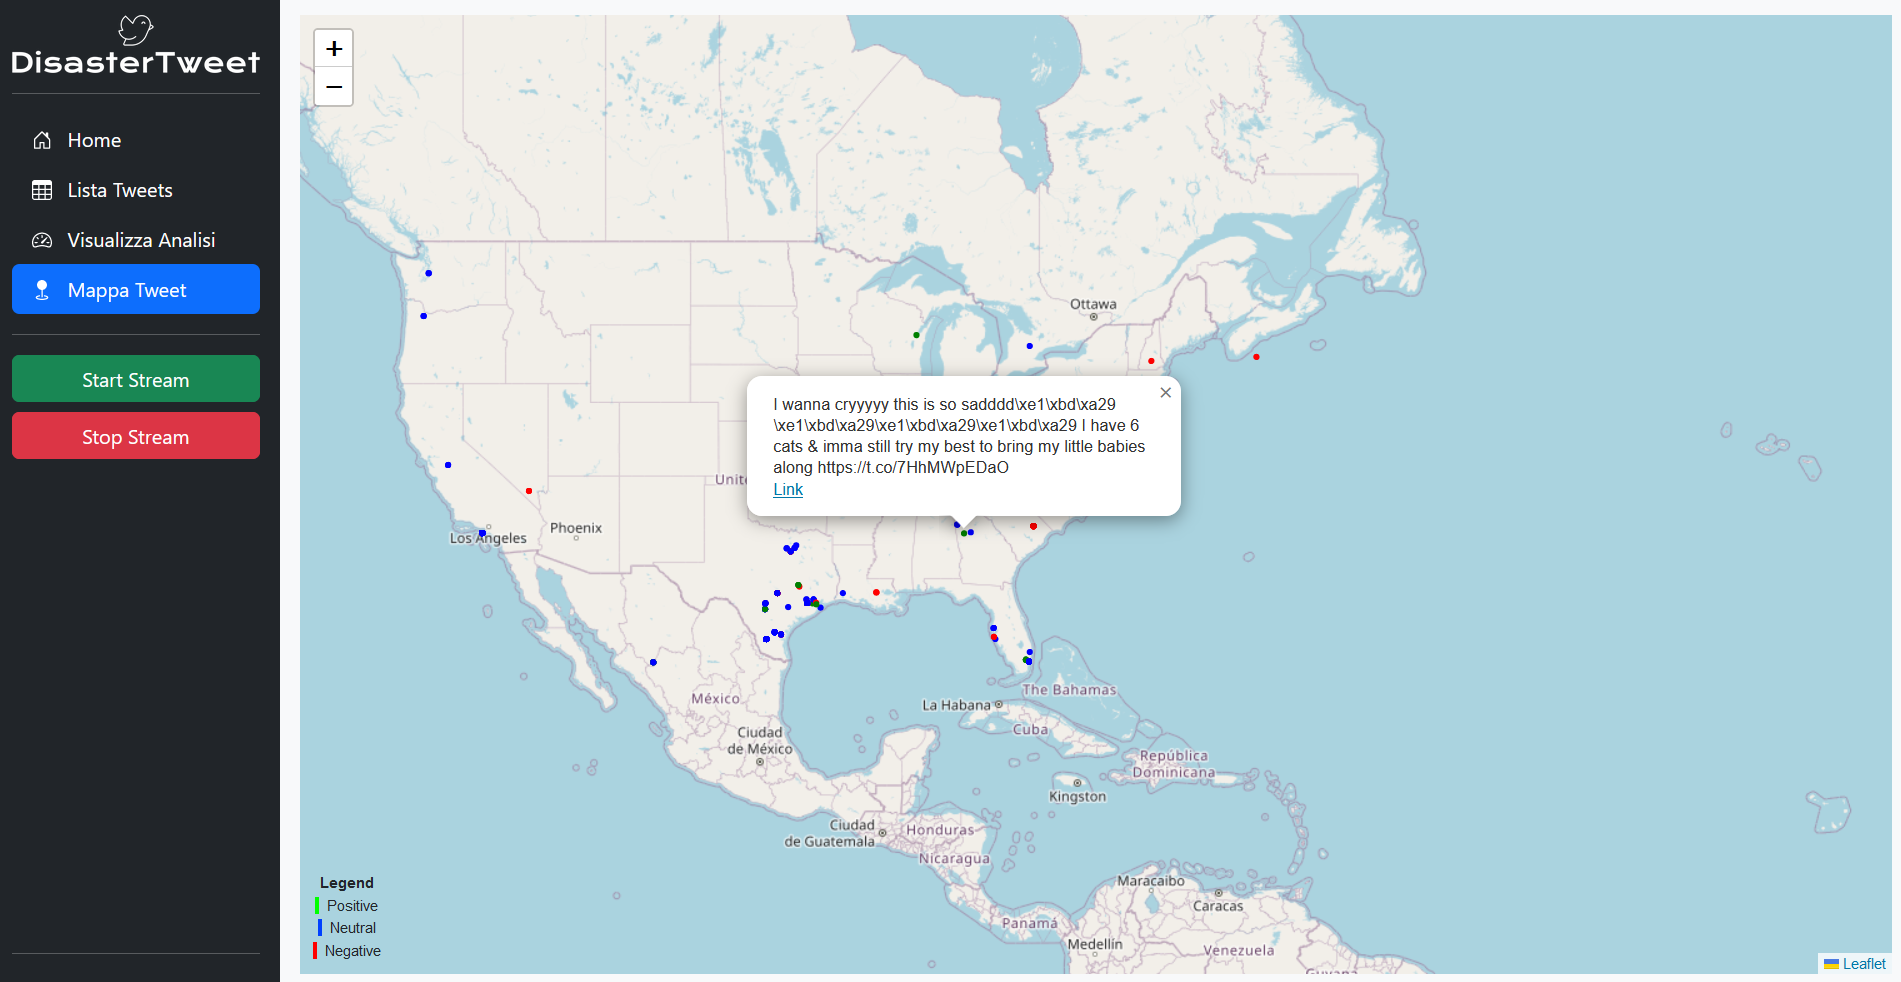 DisasterTweet
Home
Lista Tweets
Visualizza Analisi
Mappa Tweet
Start Stream
Stop Stream
+
−
Ottawa
I wanna cryyyyy this is so sadddd\xe1\xbd\xa29
\xe1\xbd\xa29\xe1\xbd\xa29\xe1\xbd\xa29 I have 6
cats & imma still try my best to bring my little babies
along https://t.co/7HhMWpEDaO
Link
×
Los Angeles
Phoenix
México
Ciudad
de México
The Bahamas
La Habana
Cuba
República
Dominicana
Kingston
Ciudad
de Guatemala
Honduras
Nicaragua
Maracaibo
Caracas
Panamá
Medellín
Venezuela
Legend
Positive
Neutral
Negative
Leaflet